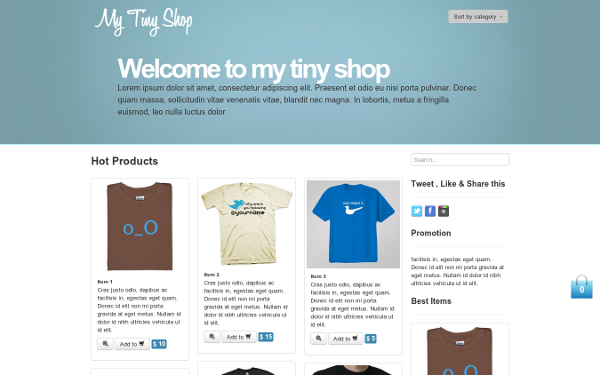 My Tiny Shop
Sort by category
Welcome to my tiny shop
Lorem ipsum dolor sit amet, consectetur adipiscing elit. Praesent et odio eu nisi porta pulvinar. Donec
quam massa, sollicitudin vitae venenatis vitae, blandit nec magna. In lobortis, metus a fringilla
euismod, leo nulla luctus dolor
Hot Products
o_O
Item 1
Cras justo odio, dapibus ac
facilisis in, egestas eget quam.
Donec id elit non mi porta
gravida at eget metus. Nullam id
dolor id nibh ultricies vehicula ut
id elit.
Add to
$ 10
why are
you following
@yourname
Item 2
Cras justo odio, dapibus ac
facilisis in, egestas eget quam.
Donec id elit non mi porta
gravida at eget metus. Nullam id
dolor id nibh ultricies vehicula ut
id elit.
Add to
$ 15
JUST TWEET IT
Item 3
Cras justo odio, dapibus ac
facilisis in, egestas eget quam.
Donec id elit non mi porta
gravida at eget metus. Nullam id
dolor id nibh ultricies vehicula ut
id elit.
Add to
$ 5
Search...
Tweet , Like & Share this
Promotion
facilisis in, egestas eget quam.
Donec id elit non mi porta gravida at
eget metus. Nullam id dolor id nibh
ultricies vehicula ut id elit.
Best Items
o_O
0